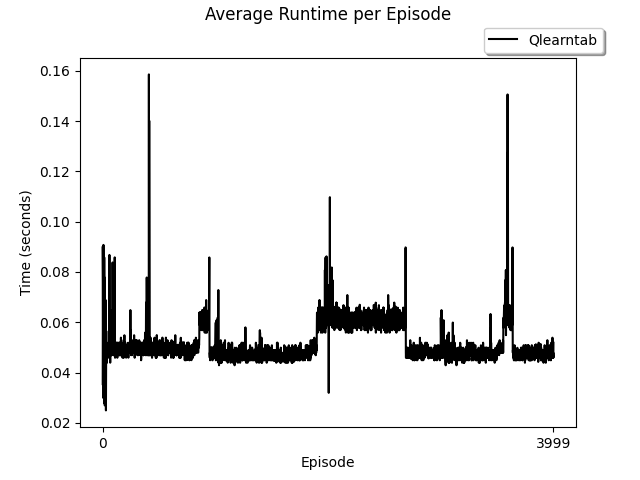 Average Runtime per Episode
Qlearntab
0.16
0.14
0.12
0.10
0.08
0.06
0.04
0.02
Time (seconds)
0
3999
Episode